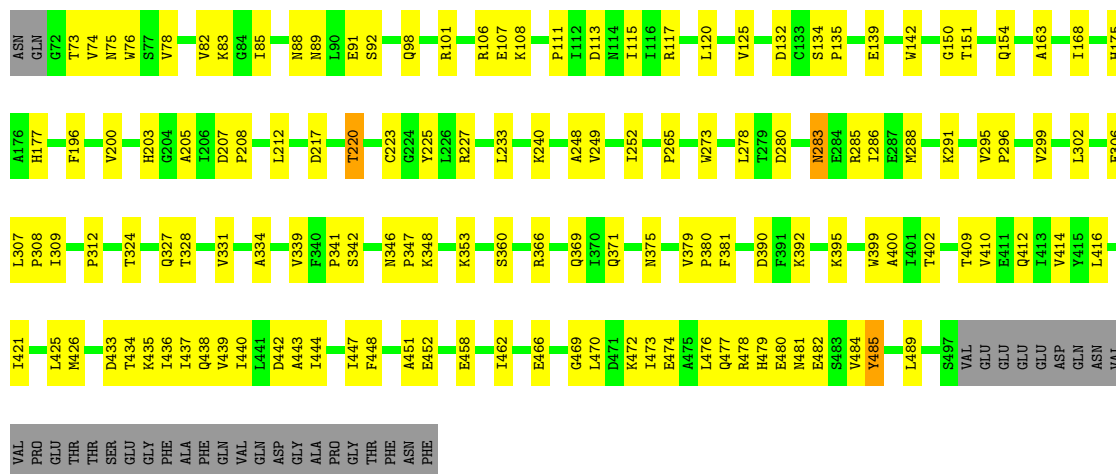 ASN GLN G72 T73 V74 N75 W76 S77 V78 V82 K83 G84 I85 N88 N89 L90 E91 S92 Q98 R101 R106 E107 K108 P111 I112 D113 N114 I115 I116 R117 L120 V125 D132 C133 S134 P135 E139 W142 G150 T151 Q154 A163 I168 H175
A176 H177 F196 V200 H203 G204 A205 I206 D207 P208 L212 D217 T220 C223 G224 Y225 L226 R227 L233 K240 A248 V249 I252 P265 W273 L278 T279 D280 N283 E284 R285 I286 E287 M288 K291 V295 P296 V299 L302
L307 P308 I309 P312 T324 Q327 T328 V331 A334 V339 F340 P341 S342 N346 P347 K348 K353 S360 R366 Q369 I370 Q371 N375 V379 P380 F381 D390 F391 K392 K395 W399 A400 I401 T402 T409 V410 E411 Q412 I413 V414 Y415 L416
I421 L425 M426 D433 T434 K435 I436 I437 Q438 V439 I440 L441 D442 A443 I444 I447 F448 A451 E452 E458 I462 E466 G469 L470 D471 K472 I473 E474 A475 L476 Q477 R478 H479 E480 N481 E482 S483 V484 Y485 L489 S497 VAL GLU GLU GLU GLU ASP GLN ASN VAL
VAL PRO GLU THR THR SER GLU GLY PHE ALA PHE GLN VAL GLN ASP GLY ALA PRO GLY THR PHE ASN PHE